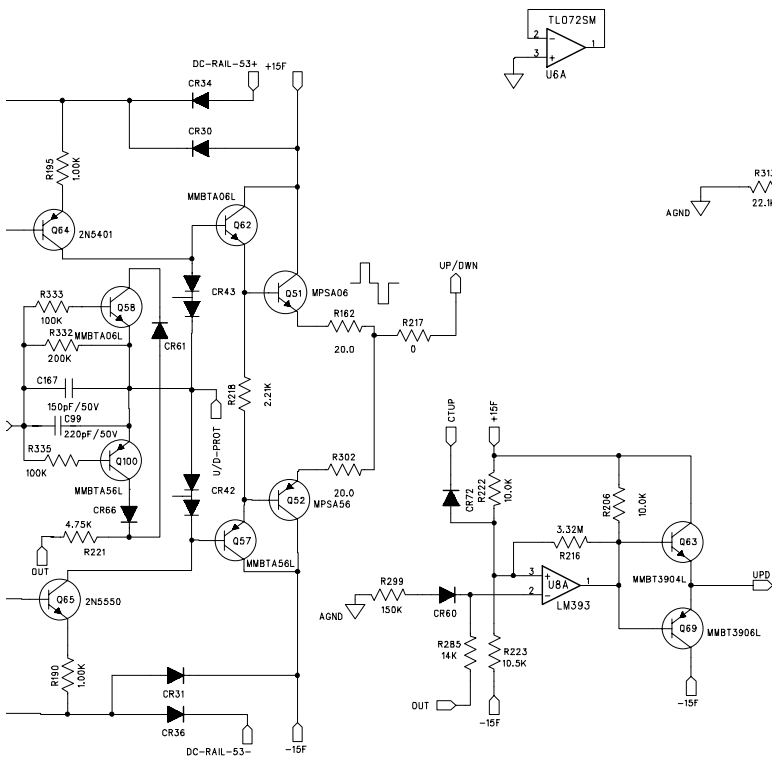 TL072SM
2
3
1
U6A
DC-RAIL-53+
+15F
CR34
CR30
R195
1.00K
MMBTA06L
Q64
2N5401
Q62
R313
22.1K
AGND
CR43
Q51
MPSA06
UP/DWN
R333
100K
Q58
R332
MMBTA06L
200K
CR61
R162
20.0
R217
0
C167
150pF/50V
C99
220pF/50V
R218
2.21K
U/D-PROT
CTUP
+15F
R335
100K
Q100
MMBTA56L
CR66
CR42
R302
20.0
Q52
MPSA56
CR72
R222
10.0K
R206
10.0K
4.75K
R221
OUT
Q57
MMBTA56L
3.32M
R216
Q63
3
2
1
U8A
LM393
MMBT3904L
UPD
Q65
2N5550
AGND
R299
150K
CR60
Q69
MMBT3906L
R285
14K
R223
10.5K
R190
1.00K
CR31
CR36
DC-RAIL-53-
-15F
OUT
-15F
-15F